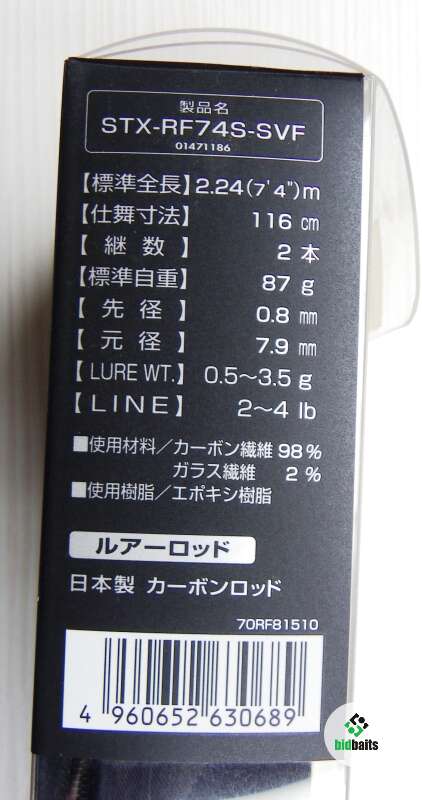 製品名
STX-RF74S-SVF
01471186
【標準全長】2.24(7'4")m
【仕舞寸法】 116 cm
【継数】 2 本
【標準自重】 87 g
【先径】 0.8 mm
【元径】 7.9 mm
【LURE WT.】 0.5～3.5 g
【LINE】 2～4 lb
■使用材料／カーボン繊維 98%
ガラス繊維 2%
■使用樹脂／エポキシ樹脂
ルアーロッド
日本製 カーボンロッド
70RF81510
4 960652 630689
bidbaits